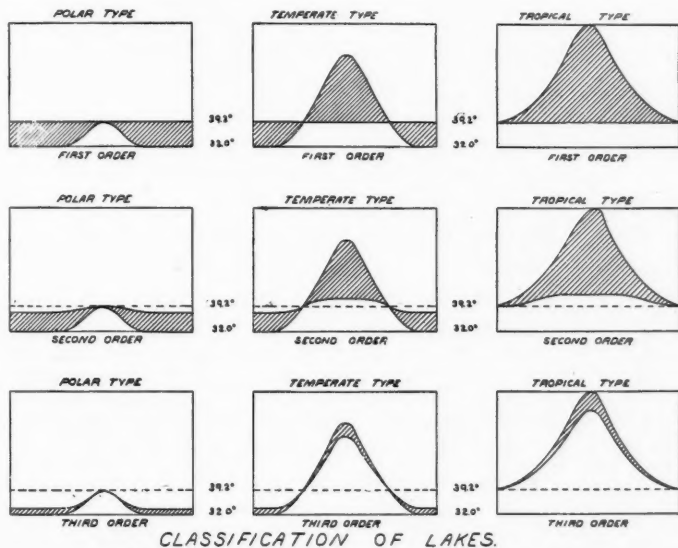 POLAR TYPE
TEMPERATE TYPE
TROPICAL TYPE
39.2°
32.0°
39.2°
32.0°
FIRST ORDER
FIRST ORDER
FIRST ORDER
POLAR TYPE
TEMPERATE TYPE
TROPICAL TYPE
39.2°
32.0°
39.2°
32.0°
SECOND ORDER
SECOND ORDER
SECOND ORDER
POLAR TYPE
TEMPERATE TYPE
TROPICAL TYPE
39.2°
32.0°
39.2°
32.0°
THIRD ORDER
THIRD ORDER
THIRD ORDER
CLASSIFICATION OF LAKES.